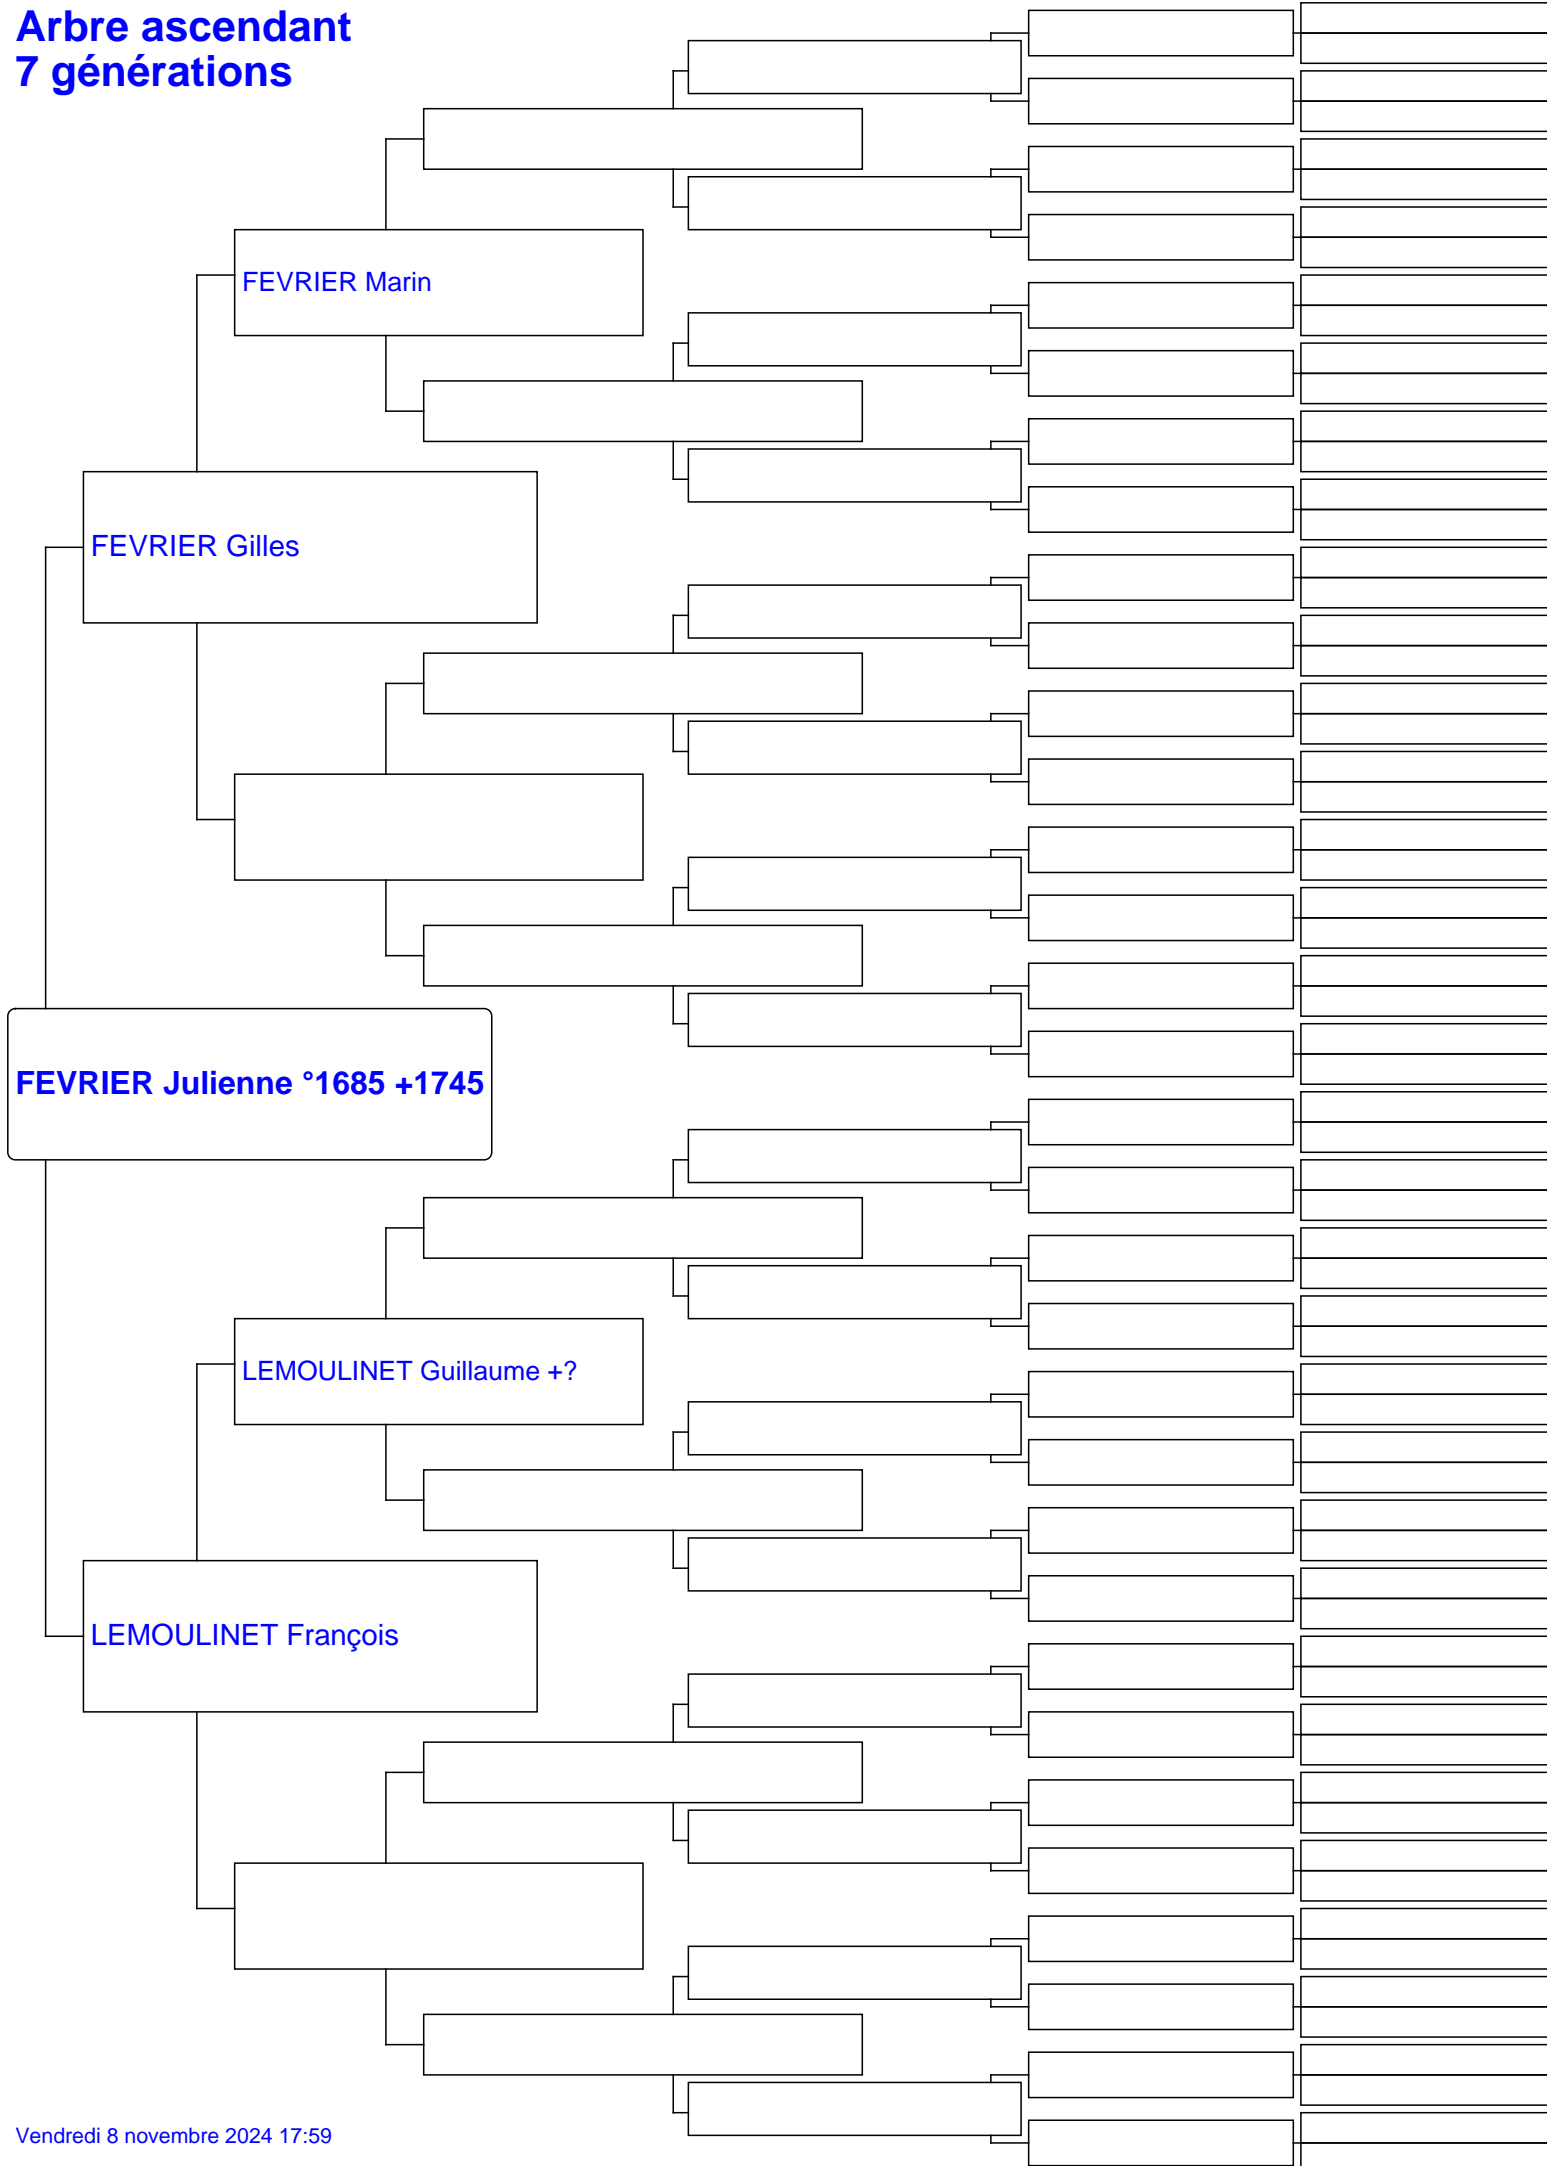 Arbre ascendant
7 générations
FEVRIER Marin
FEVRIER Gilles
FEVRIER Julienne °1685 +1745
LEMOULINET Guillaume +?
LEMOULINET François
Vendredi 8 novembre 2024 17:59